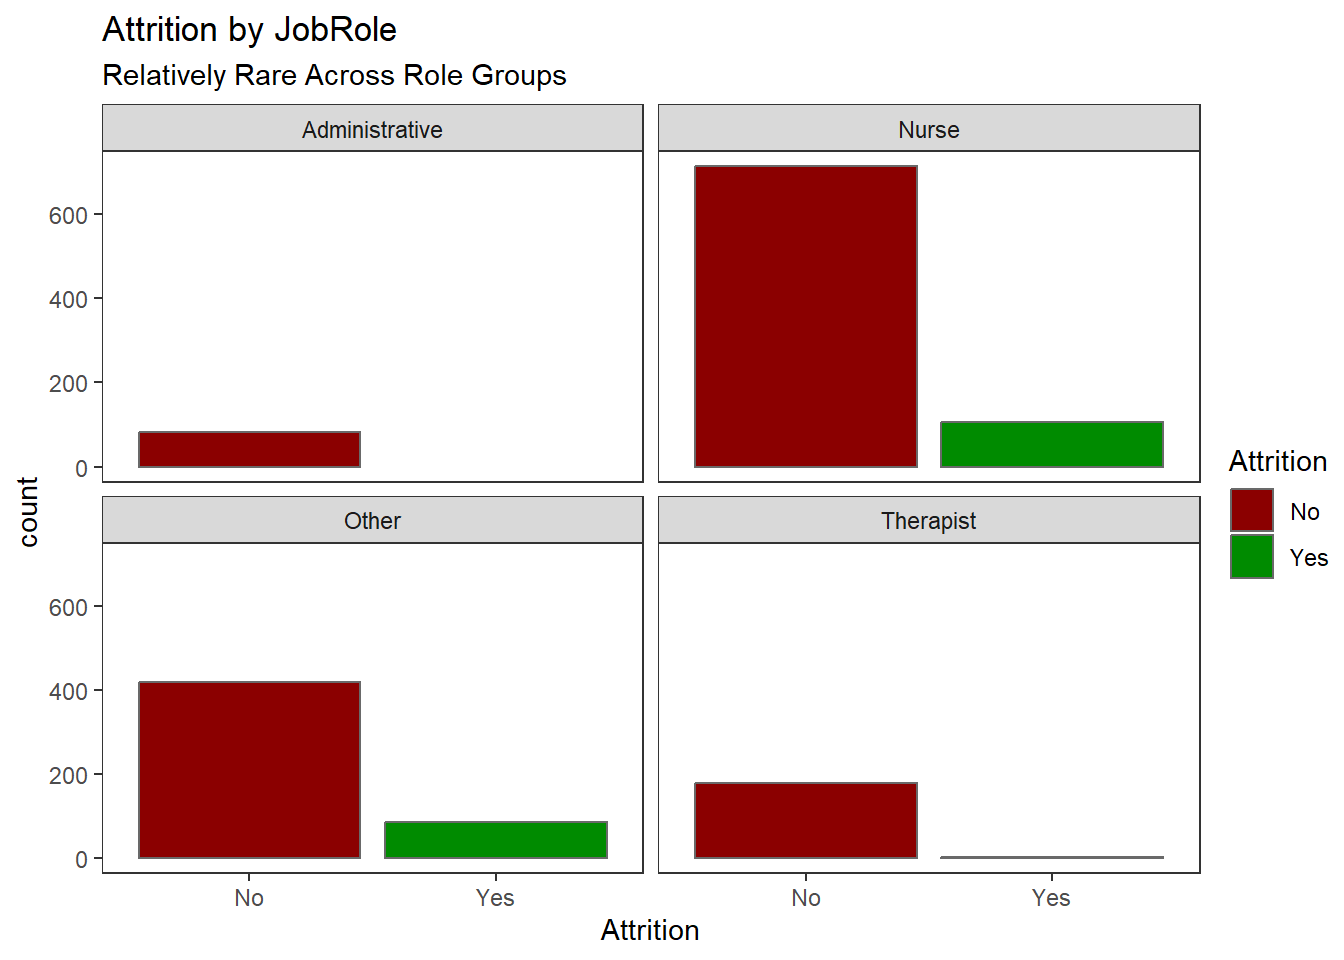 Attrition by JobRole
Relatively Rare Across Role Groups
Administrative
Nurse
600
400
200
0
Other
Therapist
600
400
200
0
No
Yes
No
Yes
Attrition
count
Attrition
No
Yes